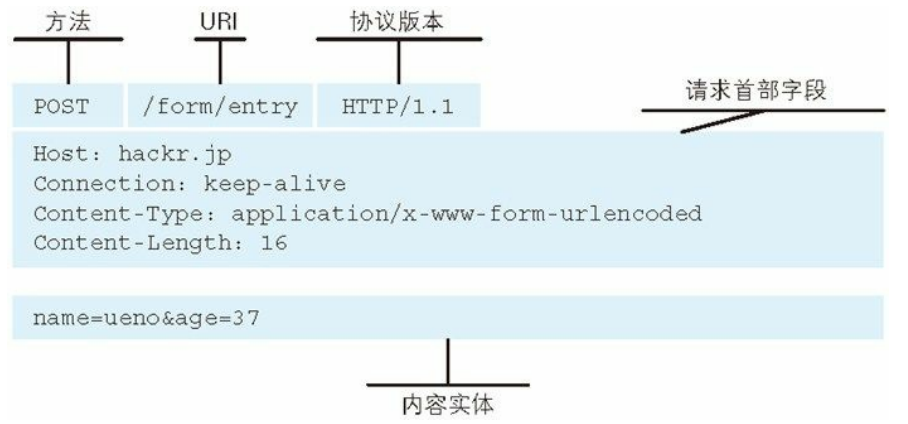 方法 URI 协议版本
请求首部字段
POST /form/entry HTTP/1.1
Host: hackr.jp
Connection: keep-alive
Content-Type: application/x-www-form-urlencoded
Content-Length: 16
name=ueno&age=37
内容实体